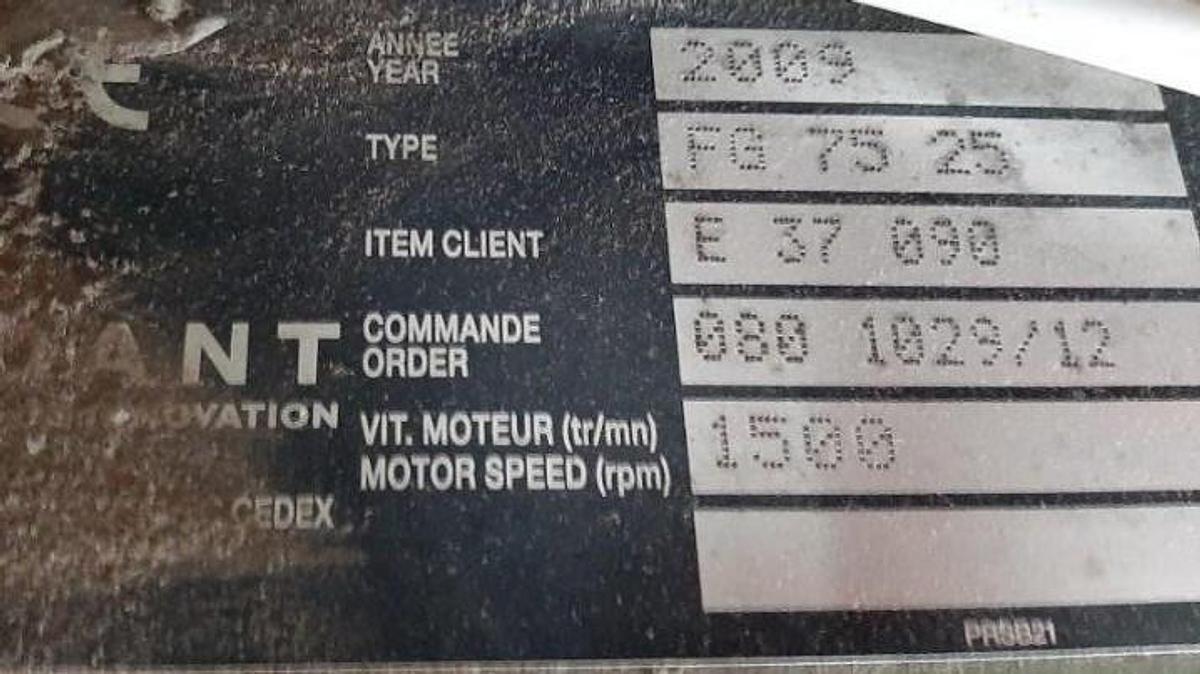 CE
ANNEE
YEAR
2009
TYPE
FG 75 25
ITEM CLIENT
E 37 090
ANT
COMMANDE
ORDER
080 1029/12
OVATION
VIT. MOTEUR (tr/mn)
MOTOR SPEED (rpm)
1500
CEDEX